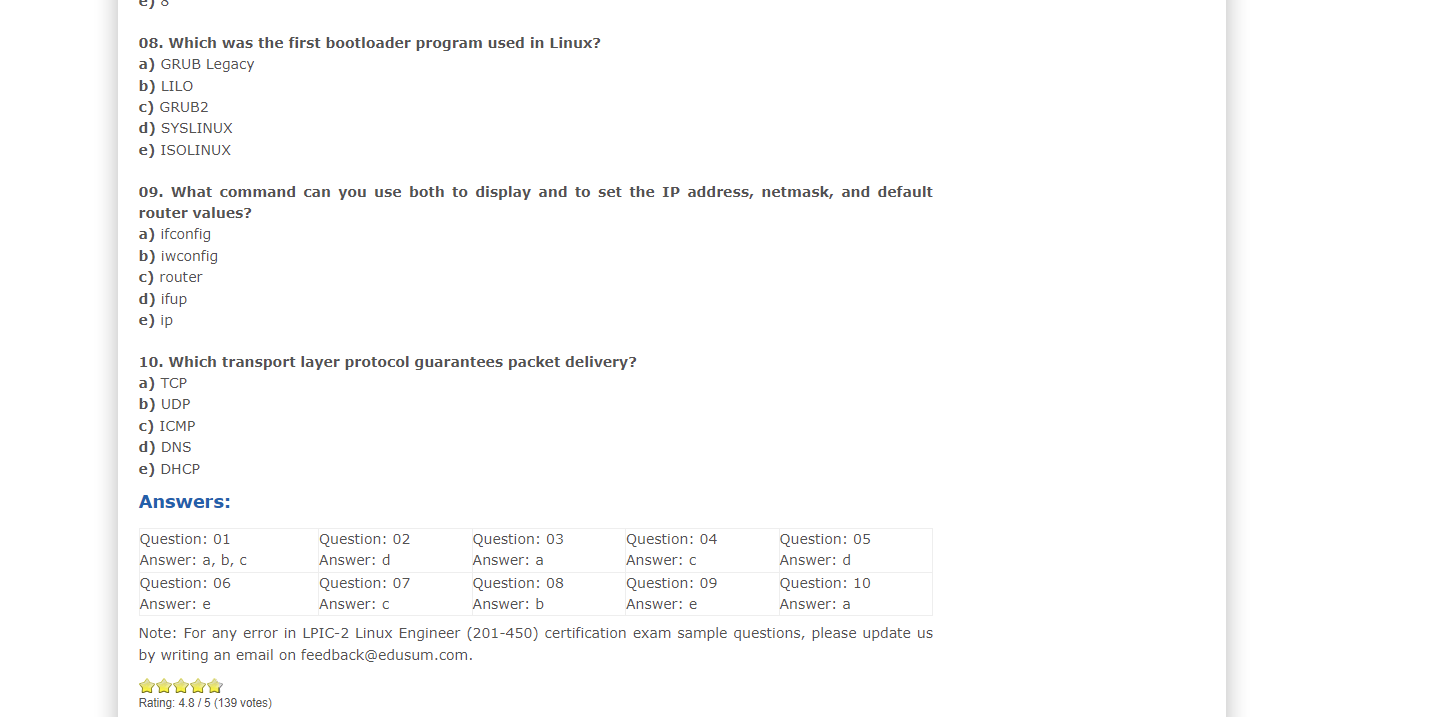 e) 8
08. Which was the first bootloader program used in Linux?
a) GRUB Legacy
b) LILO
c) GRUB2
d) SYSLINUX
e) ISOLINUX
09. What command can you use both to display and to set the IP address, netmask, and default
router values?
a) ifconfig
b) iwconfig
c) router
d) ifup
e) ip
10. Which transport layer protocol guarantees packet delivery?
a) TCP
b) UDP
c) ICMP
d) DNS
e) DHCP
Answers:
Question: 01 Question: 02 Question: 03 Question: 04 Question: 05
Answer: a, b, c Answer: d Answer: a Answer: c Answer: d
Question: 06 Question: 07 Question: 08 Question: 09 Question: 10
Answer: e Answer: c Answer: b Answer: e Answer: a
Note: For any error in LPIC-2 Linux Engineer (201-450) certification exam sample questions, please update us
by writing an email on feedback@edusum.com.
Rating: 4.8 / 5 (139 votes)